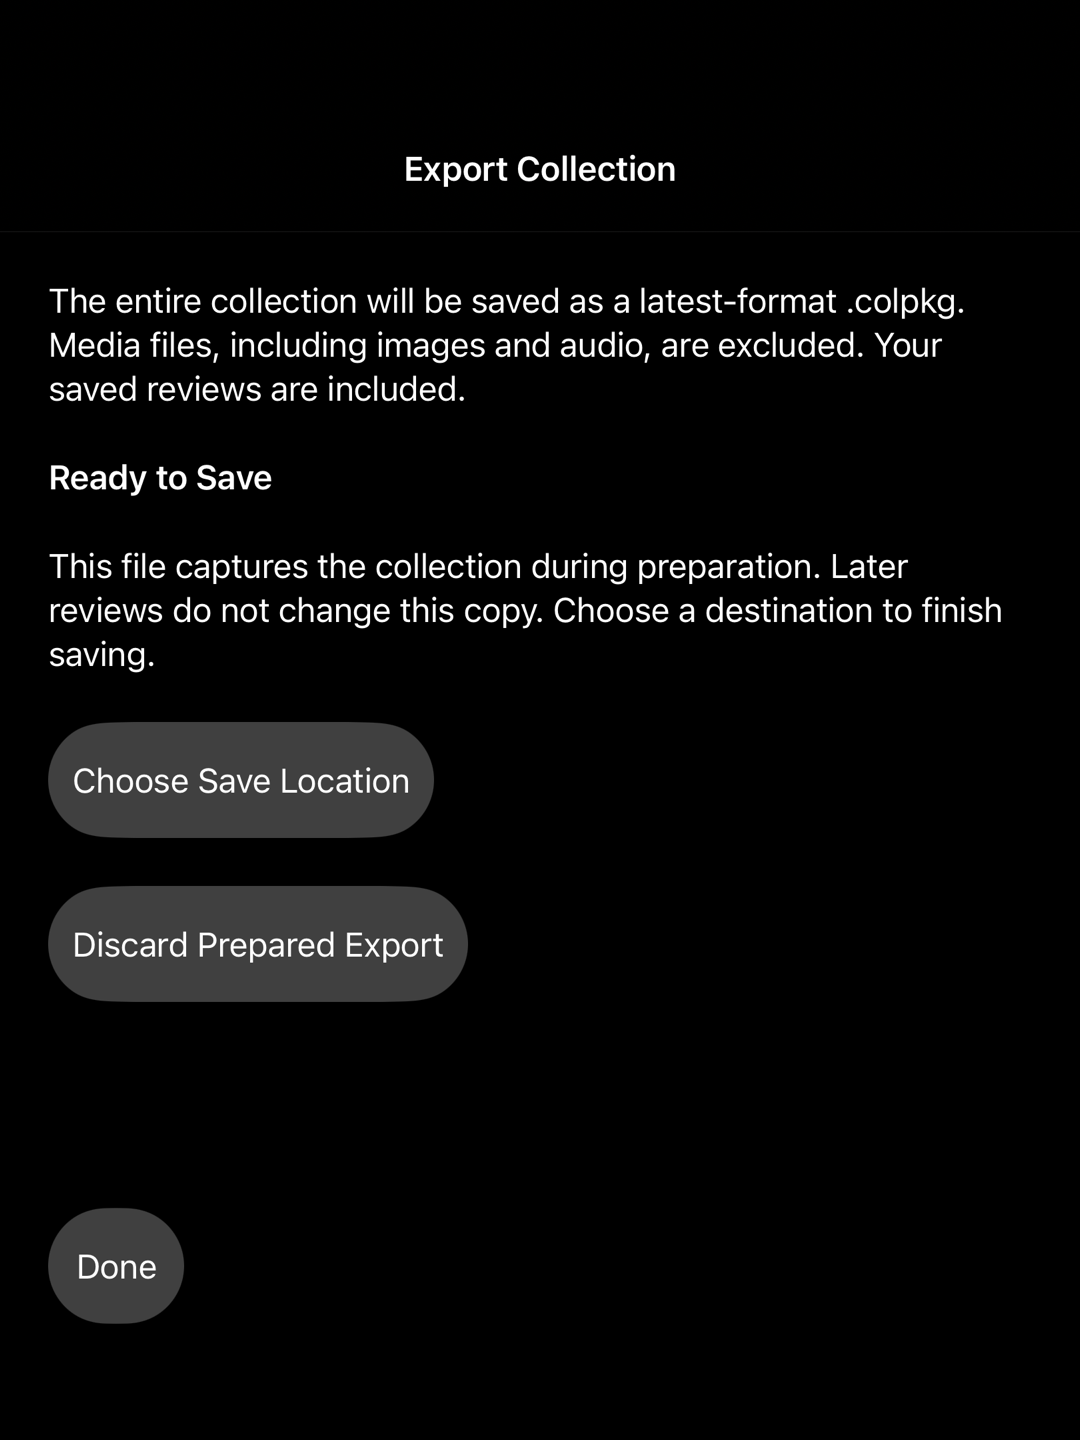 Export Collection
The entire collection will be saved as a latest-format .colpkg.
Media files, including images and audio, are excluded. Your
saved reviews are included.
Ready to Save
This file captures the collection during preparation. Later
reviews do not change this copy. Choose a destination to finish
saving.
Choose Save Location
Discard Prepared Export
Done